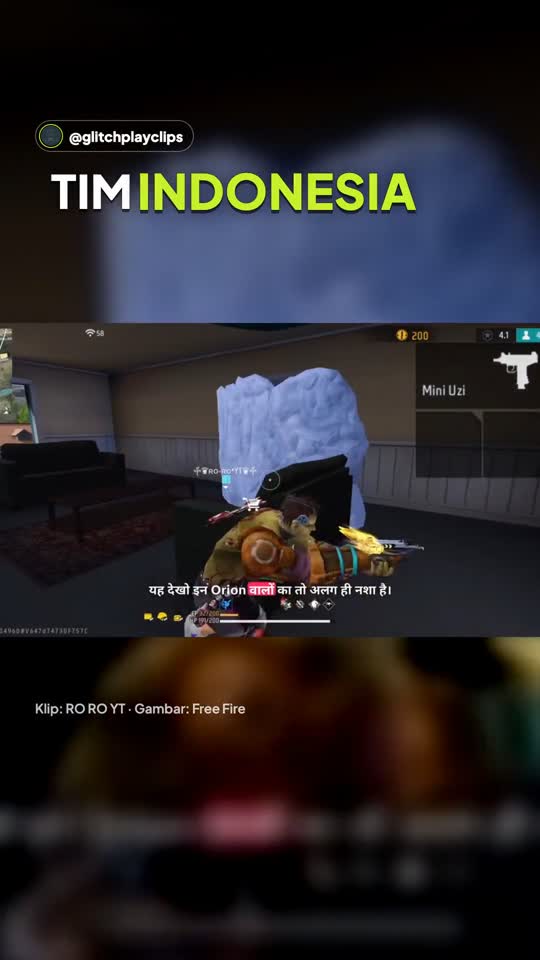 @glitchplayclips
TIM INDONESIA
58
200
4.1
Mini Uzi
यह देखो इन Orion वालों का तो अलग ही नशा है।
Klip: RO RO YT · Gambar: Free Fire